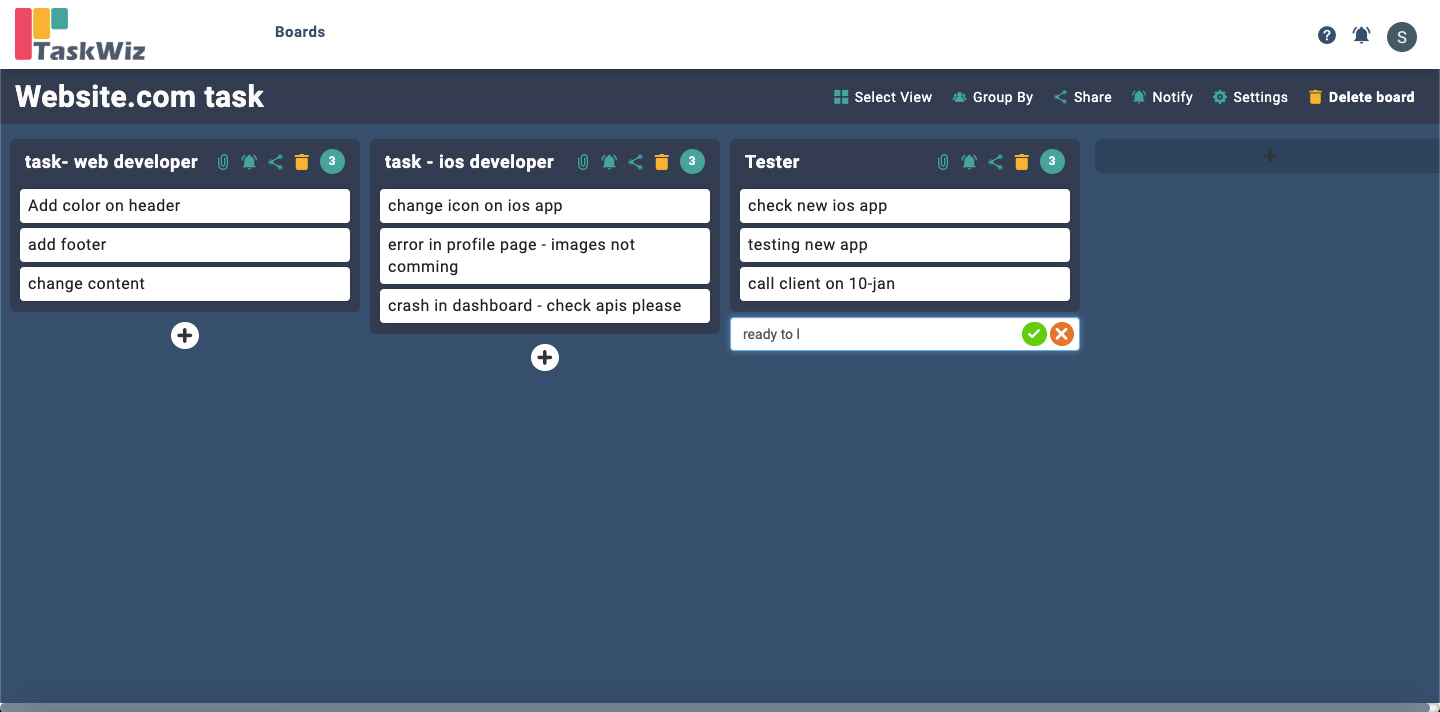 TaskWiz
Boards
?
S
Website.com task
Select View
Group By
Share
Notify
Settings
Delete board
task- web developer
3
Add color on header
add footer
change content
task - ios developer
3
change icon on ios app
error in profile page - images not
comming
crash in dashboard - check apis please
Tester
3
check new ios app
testing new app
call client on 10-jan
ready to l